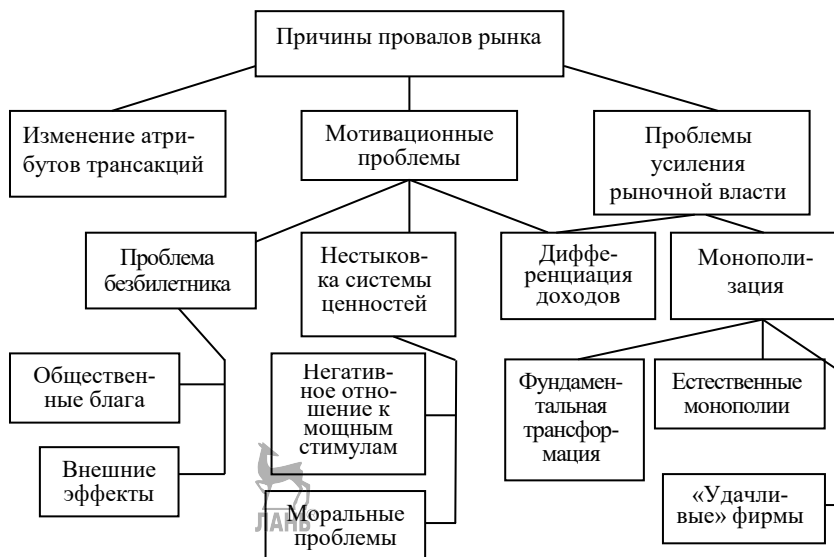 Причины провалов рынка
Изменение атри-
бутов трансакций
Мотивационные
проблемы
Проблемы
усиления
рыночной власти
Проблема
безбилетника
Нестыков-
ка системы
ценностей
Диффе-
ренциация
доходов
Монополи-
зация
Общественн-
ные блага
Негатив-
ное отно-
шение к
мощным
стимулам
Фундамен-
тальная
трансфор-
мация
Естественные
монополии
Внешние
эффекты
Моральные
проблемы
«Удачли-
вые» фирмы
ЛАНЬ